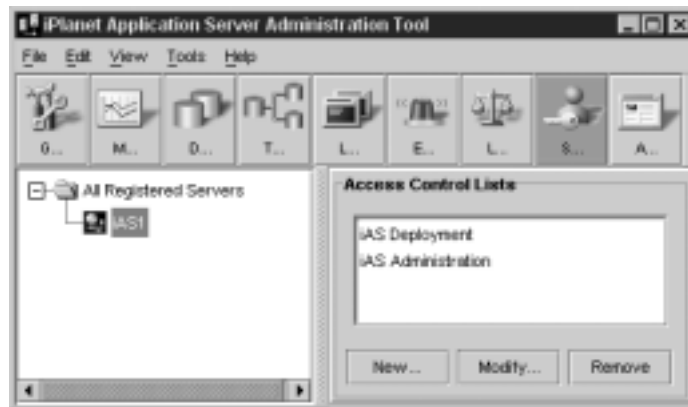 iPlanet Application Server Administration Tool
File Edit View Tools Help
G... M... D... T... L... E... L... S... A...
All Registered Servers
iAS1
Access Control Lists
iAS Deployment
iAS Administration
New... Modify... Remove